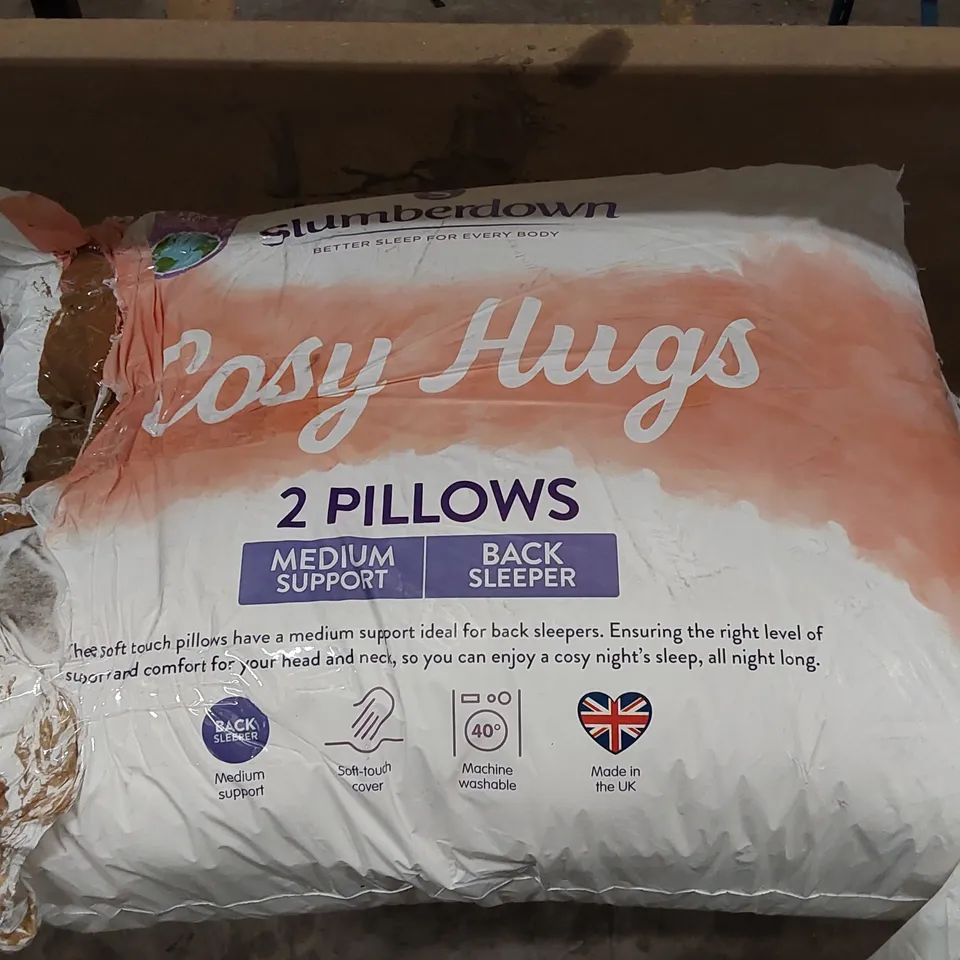 slumberdown
BETTER SLEEP FOR EVERY BODY
Cosy Hugs
2 PILLOWS
MEDIUM
SUPPORT
BACK
SLEEPER
soft touch pillows have a medium support ideal for back sleepers. Ensuring the right level of
and comfort for your head and neck, so you can enjoy a cosy night's sleep, all night long.
BACK
SLEEPER
Medium
support
Soft-touch
cover
40°
Machine
washable
Made in
the UK